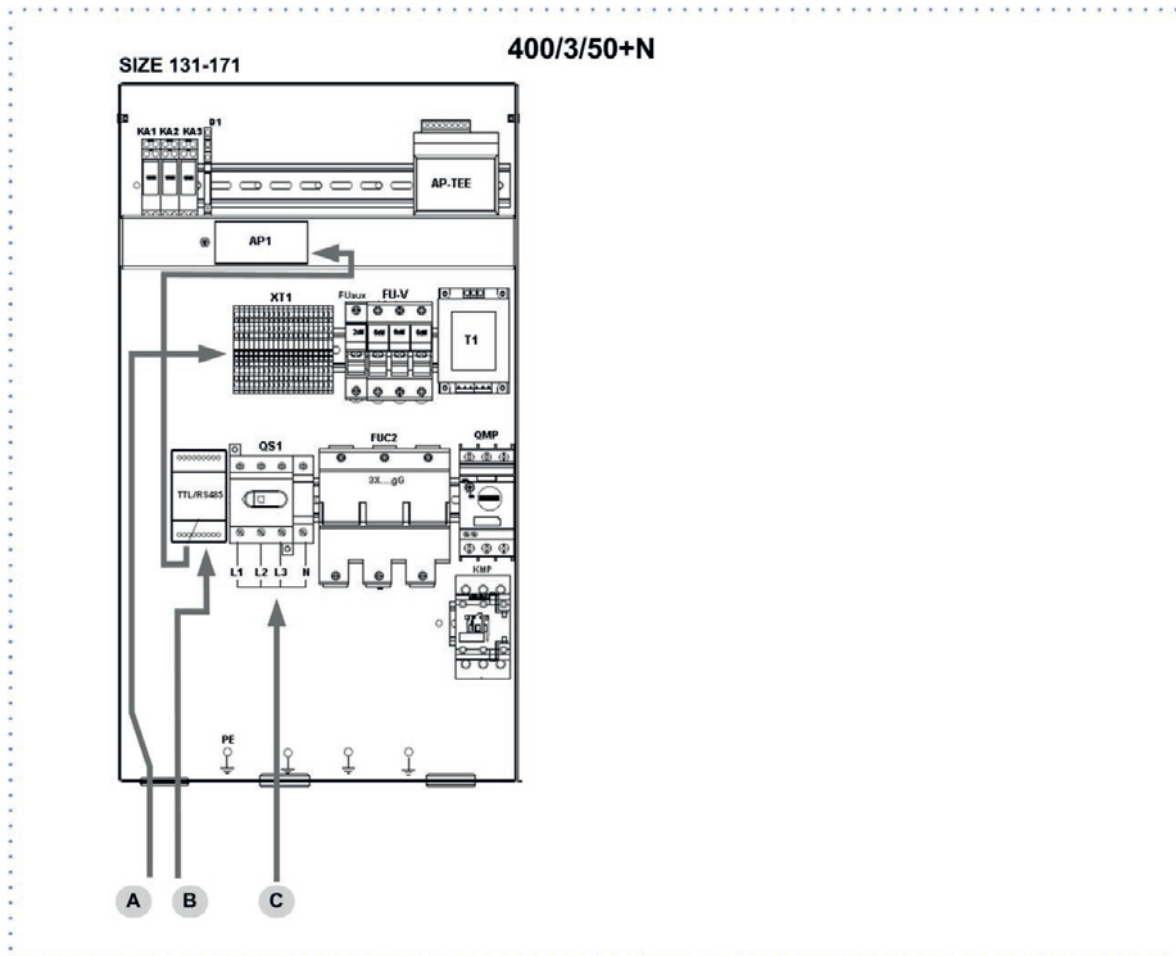 400/3/50+N
SIZE 131-171
KA1 KA2 KA3 D1
AP-TEE
AP1
XT1 FUaux FU-V
T1
QS1 FUC2 QMP
3X....gG
TTL/RS485
L1 L2 L3 N
KMP
PE
A B C